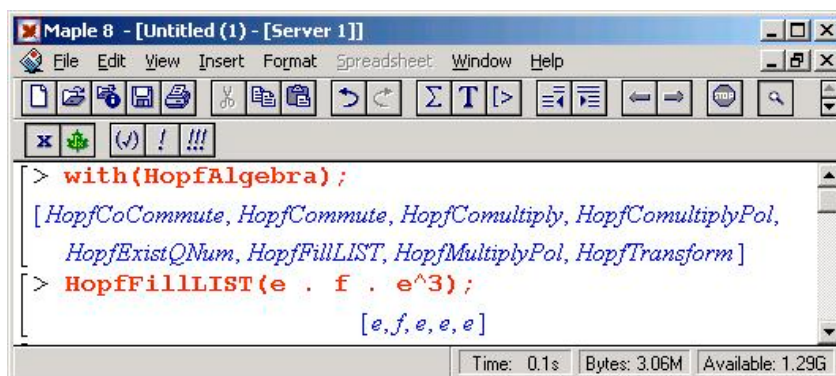 Maple 8 - [Untitled (1) - [Server 1]]
File Edit View Insert Format Spreadsheet Window Help
Σ T [>
STOP
x (√) ! !!!
[> with(HopfAlgebra);
[HopfCoCommute, HopfCommute, HopfComultiply, HopfComultiplyPol,
HopfExistQNum, HopfFillLIST, HopfMultiplyPol, HopfTransform]
[> HopfFillLIST(e . f . e^3);
[e, f, e, e, e]
Time: 0.1s Bytes: 3.06M Available: 1.29G